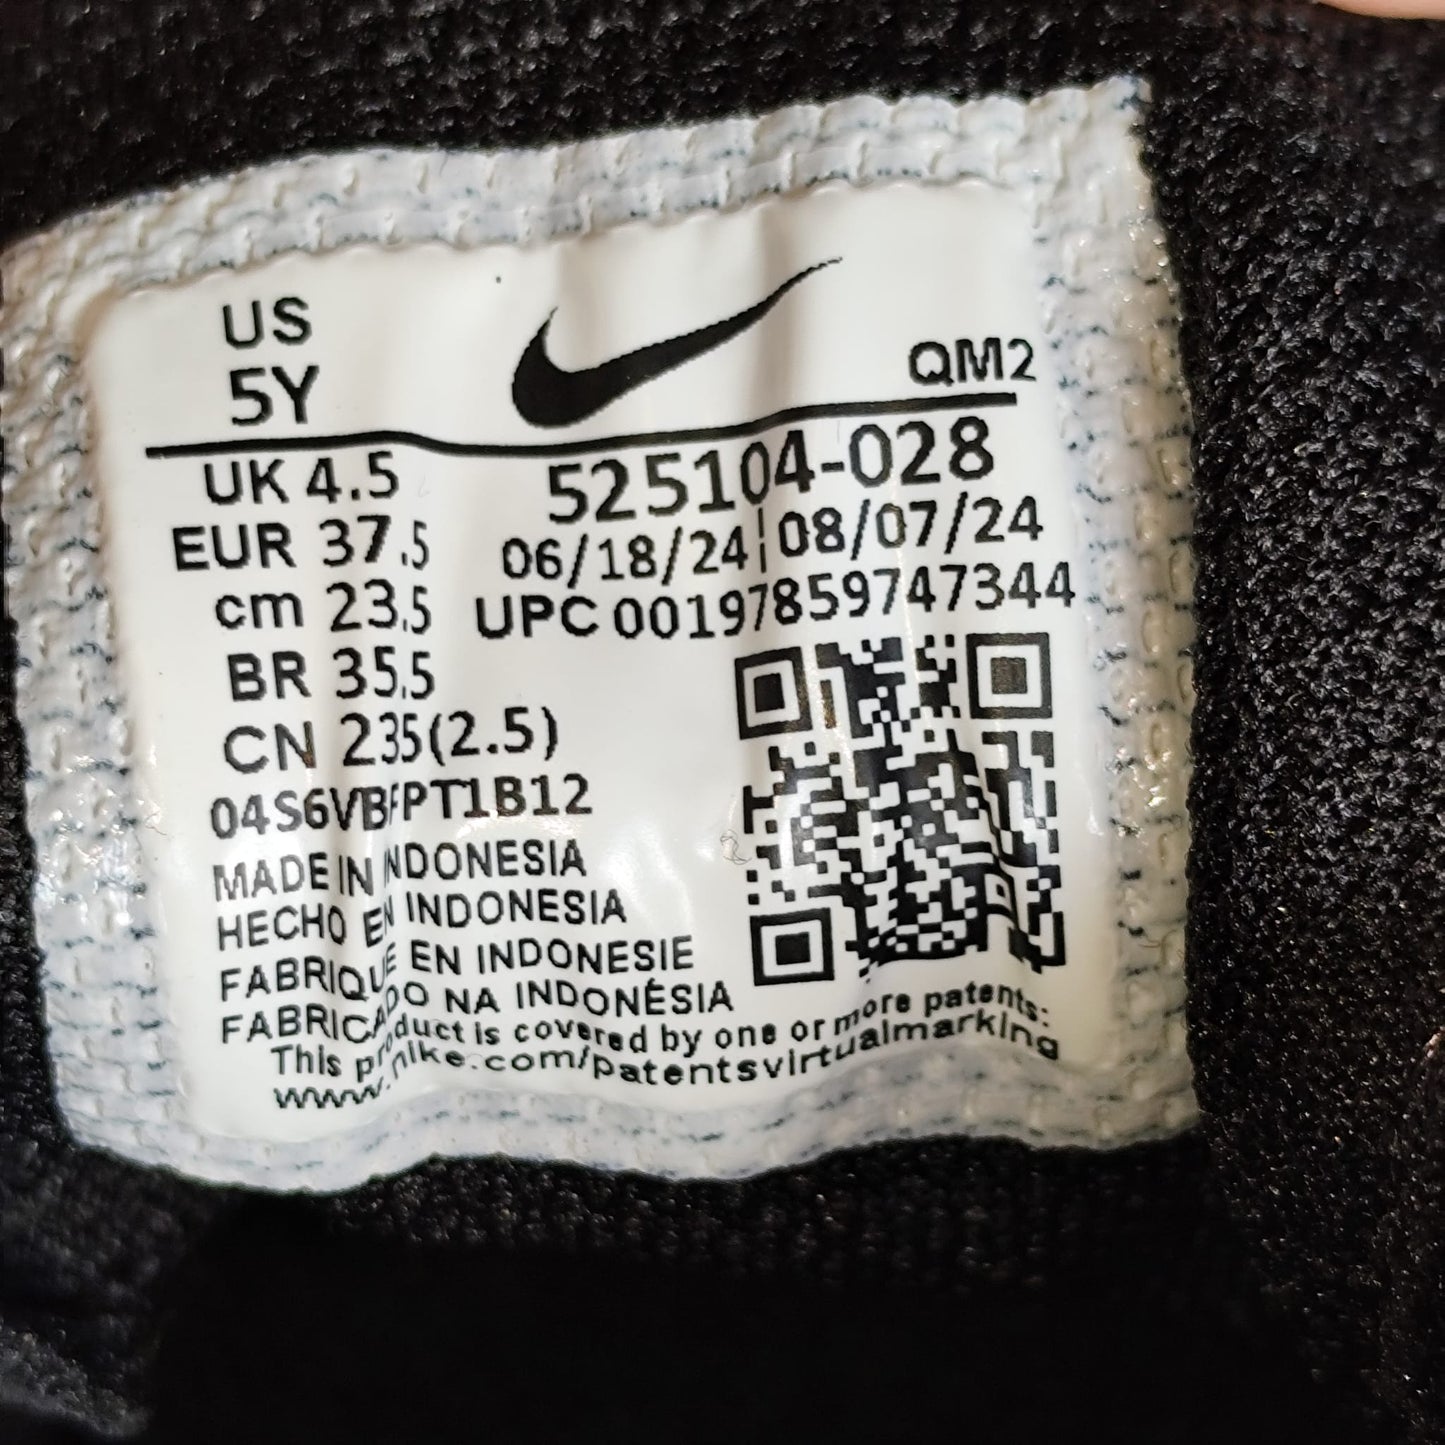 US
5Y
QM2
UK 4.5
EUR 37.5
cm 23.5
BR 35.5
CN 235(2.5)
525104-028
06/18/24 08/07/24
UPC 00197859747344
04S6VBFPT1B12
MADE IN INDONESIA
HECHO EN INDONESIA
FABRIQUE EN INDONESIE
FABRICADO NA INDONÉSIA
This product is covered by one or more patents:
www.nike.com/patentsvirtualmarking